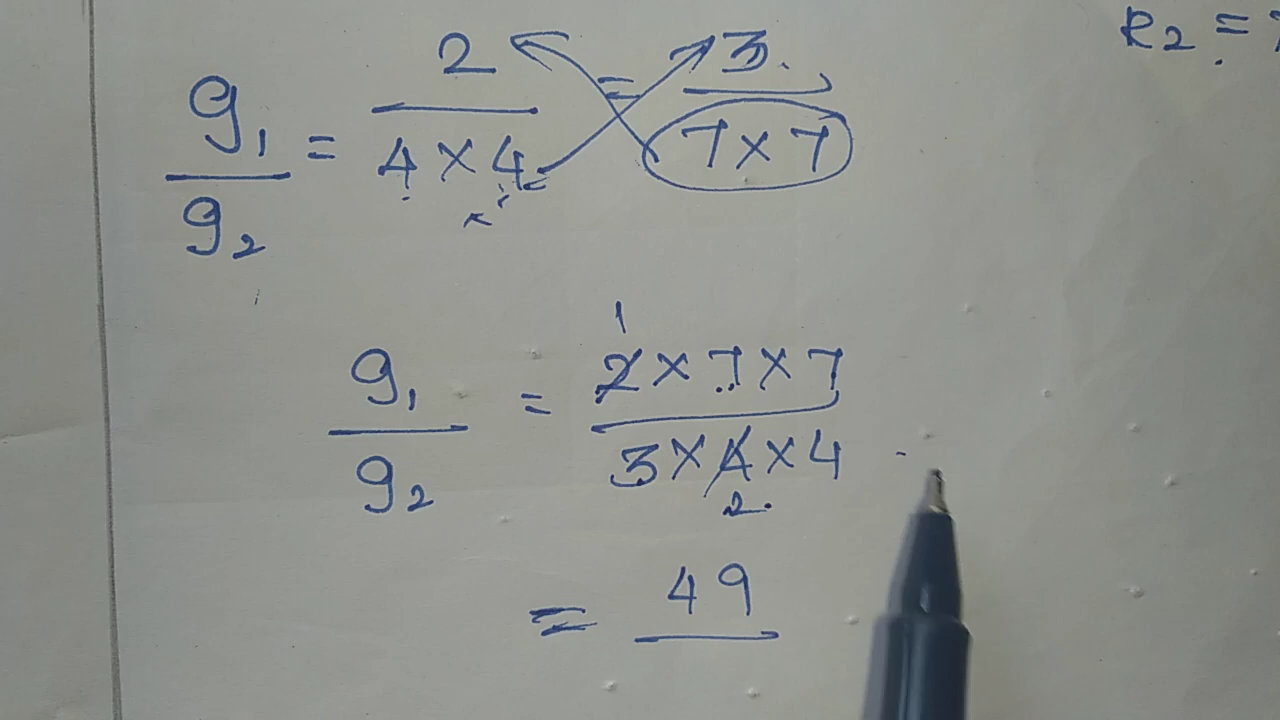 R₂ = 7
g₁/g₂ = 2/(4 × 4) = 3/(7 × 7)
g₁/g₂ = (2 × 7 × 7)/(3 × 4 × 4)
1
2
= 49